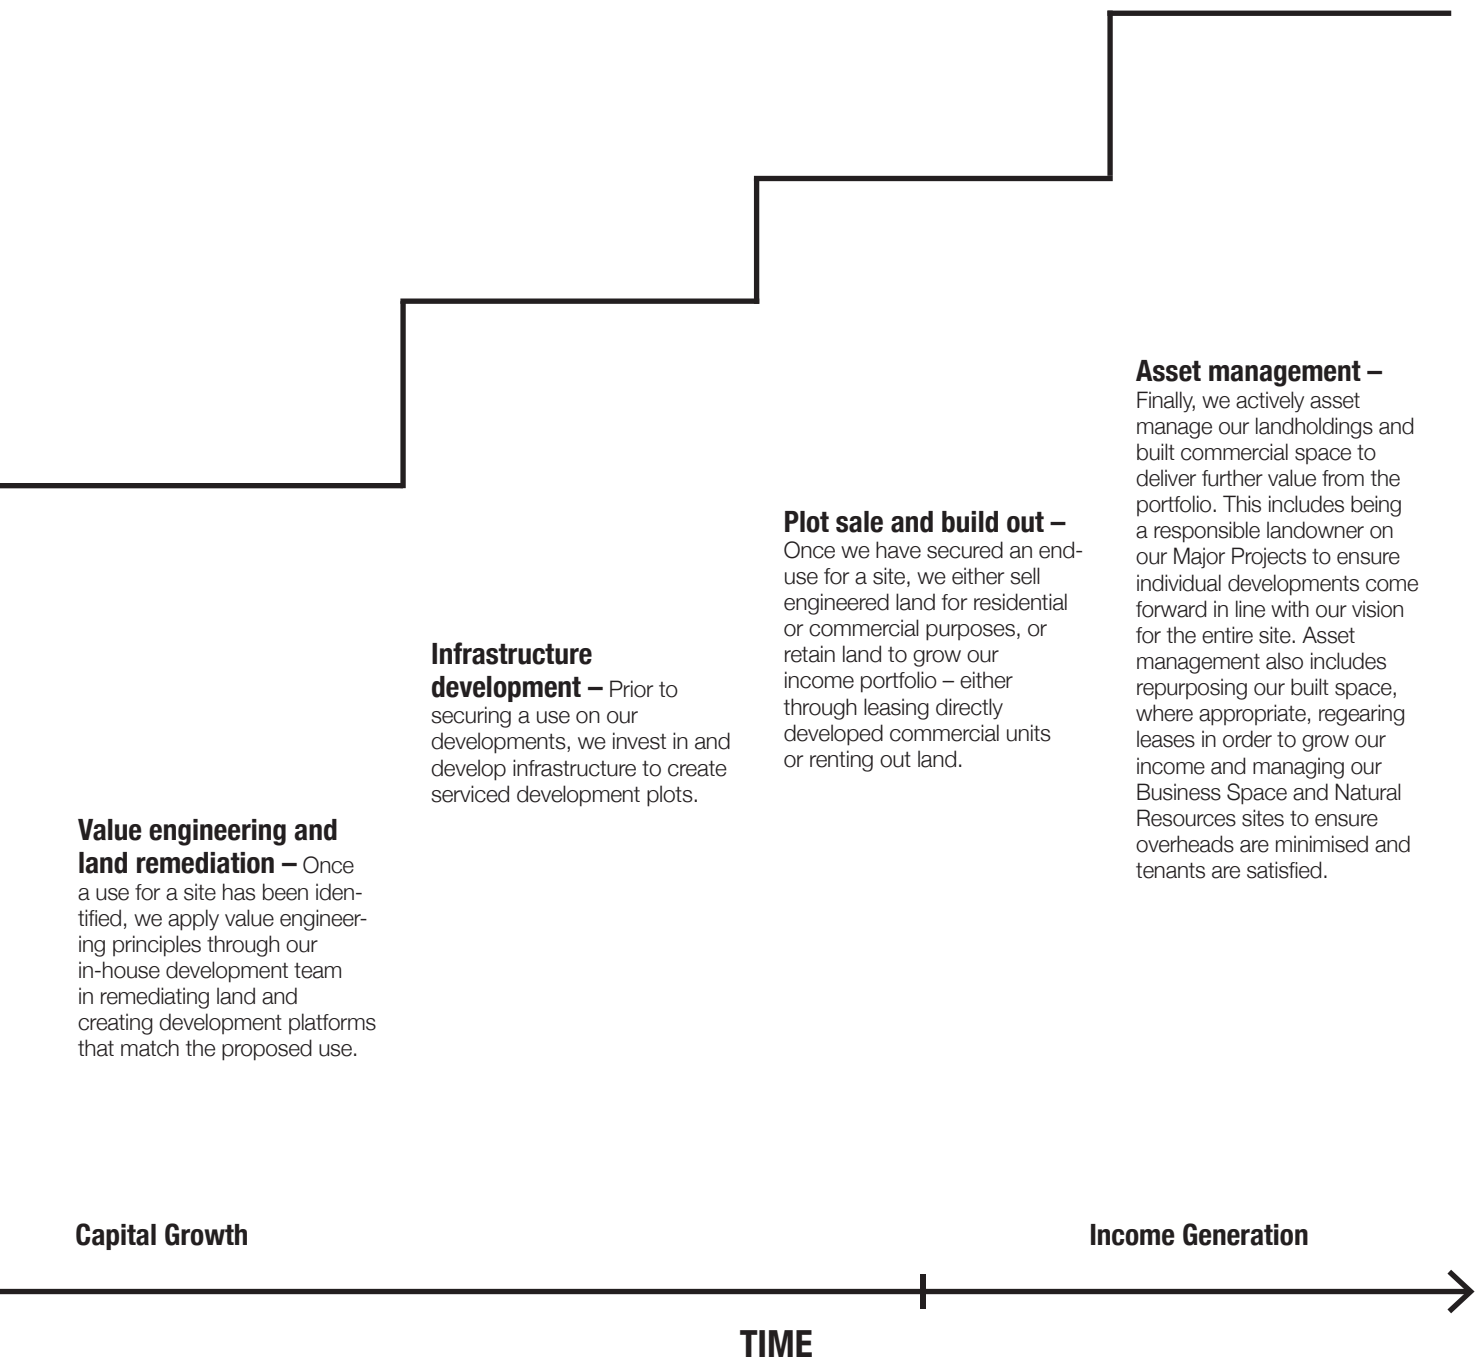 Value engineering and
land remediation – Once
a use for a site has been iden-
tified, we apply value engineer-
ing principles through our
in-house development team
in remediating land and
creating development platforms
that match the proposed use.
Infrastructure
development – Prior to
securing a use on our
developments, we invest in and
develop infrastructure to create
serviced development plots.
Plot sale and build out –
Once we have secured an end-
use for a site, we either sell
engineered land for residential
or commercial purposes, or
retain land to grow our
income portfolio – either
through leasing directly
developed commercial units
or renting out land.
Asset management –
Finally, we actively asset
manage our landholdings and
built commercial space to
deliver further value from the
portfolio. This includes being
a responsible landowner on
our Major Projects to ensure
individual developments come
forward in line with our vision
for the entire site. Asset
management also includes
repurposing our built space,
where appropriate, regearing
leases in order to grow our
income and managing our
Business Space and Natural
Resources sites to ensure
overheads are minimised and
tenants are satisfied.
Capital Growth
Income Generation
TIME